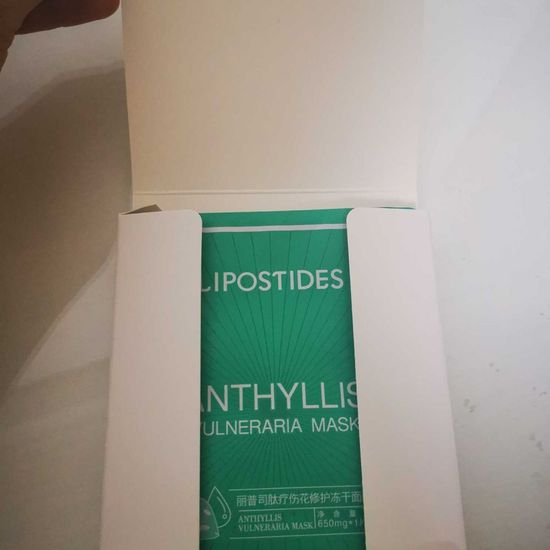 LIPOSTIDES
ANTHYLLIS
VULNERARIA MASK
丽普司肽疗伤花修护冻干面
ANTHYLLIS
VULNERARIA MASK
净含量
650mg*1